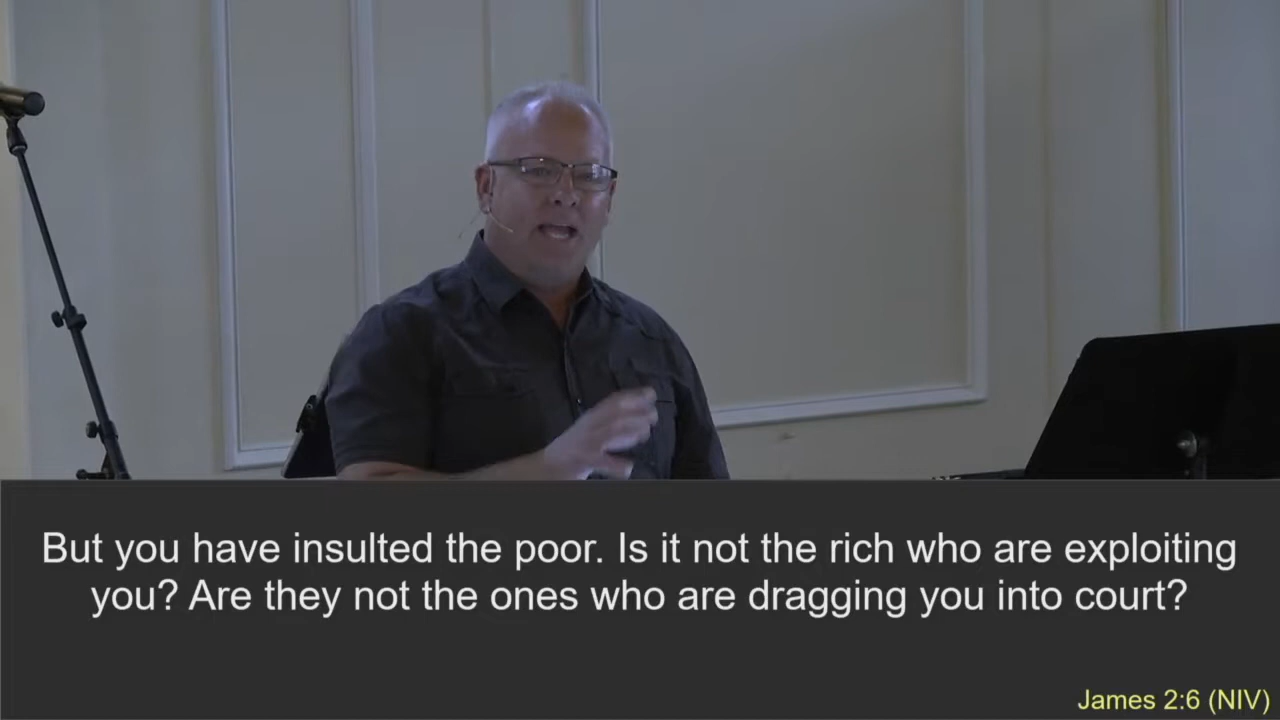 But you have insulted the poor. Is it not the rich who are exploiting
you? Are they not the ones who are dragging you into court?
James 2:6 (NIV)